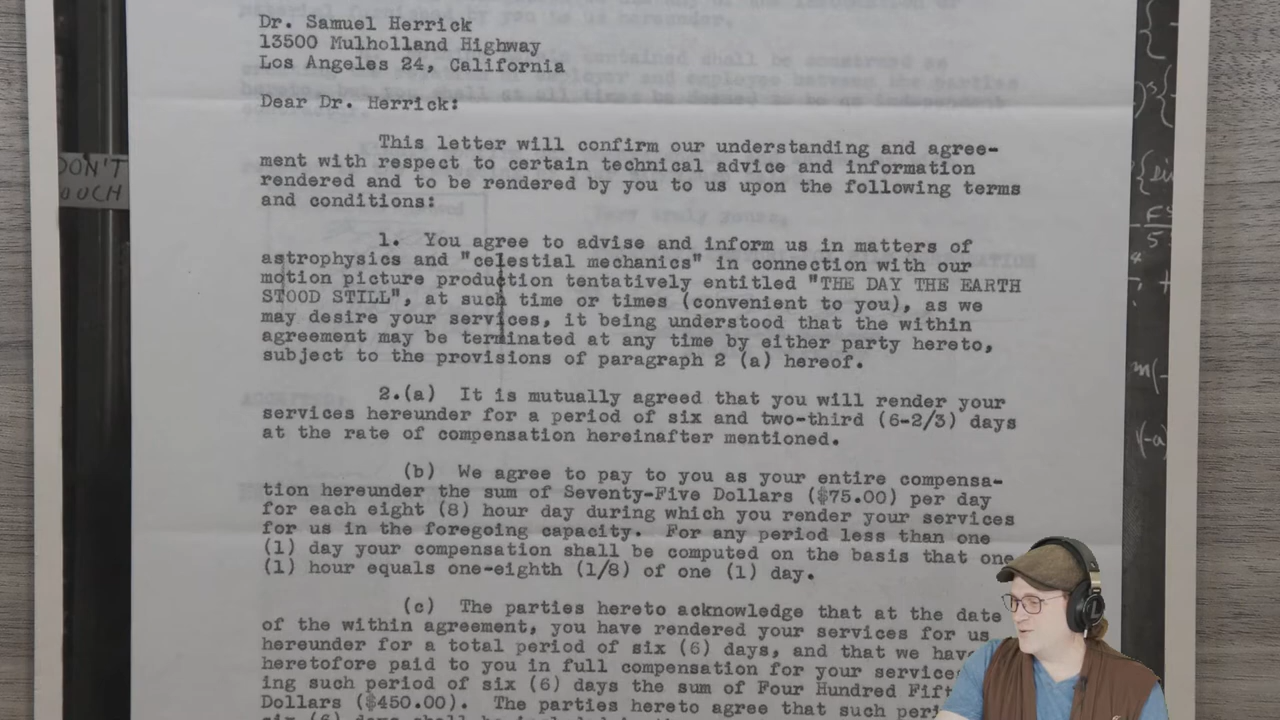 Dr. Samuel Herrick
13500 Mulholland Highway
Los Angeles 24, California
Dear Dr. Herrick:
This letter will confirm our understanding and agree-
ment with respect to certain technical advice and information
rendered and to be rendered by you to us upon the following terms
and conditions:
1. You agree to advise and inform us in matters of
astrophysics and "celestial mechanics" in connection with our
motion picture production tentatively entitled "THE DAY THE EARTH
STOOD STILL", at such time or times (convenient to you), as we
may desire your services, it being understood that the within
agreement may be terminated at any time by either party hereto,
subject to the provisions of paragraph 2 (a) hereof.
2.(a) It is mutually agreed that you will render your
services hereunder for a period of six and two-third (6-2/3) days
at the rate of compensation hereinafter mentioned.
(b) We agree to pay to you as your entire compensa-
tion hereunder the sum of Seventy-Five Dollars ($75.00) per day
for each eight (8) hour day during which you render your services
for us in the foregoing capacity. For any period less than one
(1) day your compensation shall be computed on the basis that one
(1) hour equals one-eighth (1/8) of one (1) day.
(c) The parties hereto acknowledge that at the date
of the within agreement, you have rendered your services for us
hereunder for a total period of six (6) days, and that we have
heretofore paid to you in full compensation for your services
ing such period of six (6) days the sum of Four Hundred Fift
Dollars ($450.00). The parties hereto agree that such peri
DON'T
OUCH